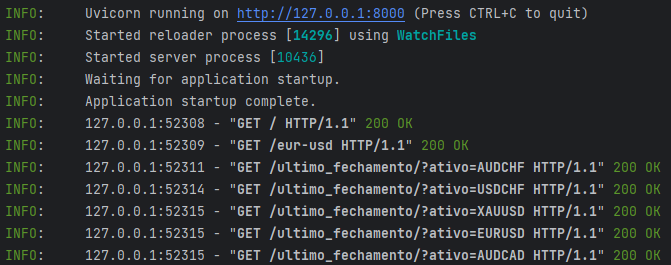 INFO:     Uvicorn running on http://127.0.0.1:8000 (Press CTRL+C to quit)
INFO:     Started reloader process [14296] using WatchFiles
INFO:     Started server process [10436]
INFO:     Waiting for application startup.
INFO:     Application startup complete.
INFO:     127.0.0.1:52308 - "GET / HTTP/1.1" 200 OK
INFO:     127.0.0.1:52309 - "GET /eur-usd HTTP/1.1" 200 OK
INFO:     127.0.0.1:52311 - "GET /ultimo_fechamento/?ativo=AUDCHF HTTP/1.1" 200 OK
INFO:     127.0.0.1:52314 - "GET /ultimo_fechamento/?ativo=USDCHF HTTP/1.1" 200 OK
INFO:     127.0.0.1:52315 - "GET /ultimo_fechamento/?ativo=XAUUSD HTTP/1.1" 200 OK
INFO:     127.0.0.1:52315 - "GET /ultimo_fechamento/?ativo=EURUSD HTTP/1.1" 200 OK
INFO:     127.0.0.1:52315 - "GET /ultimo_fechamento/?ativo=AUDCAD HTTP/1.1" 200 OK